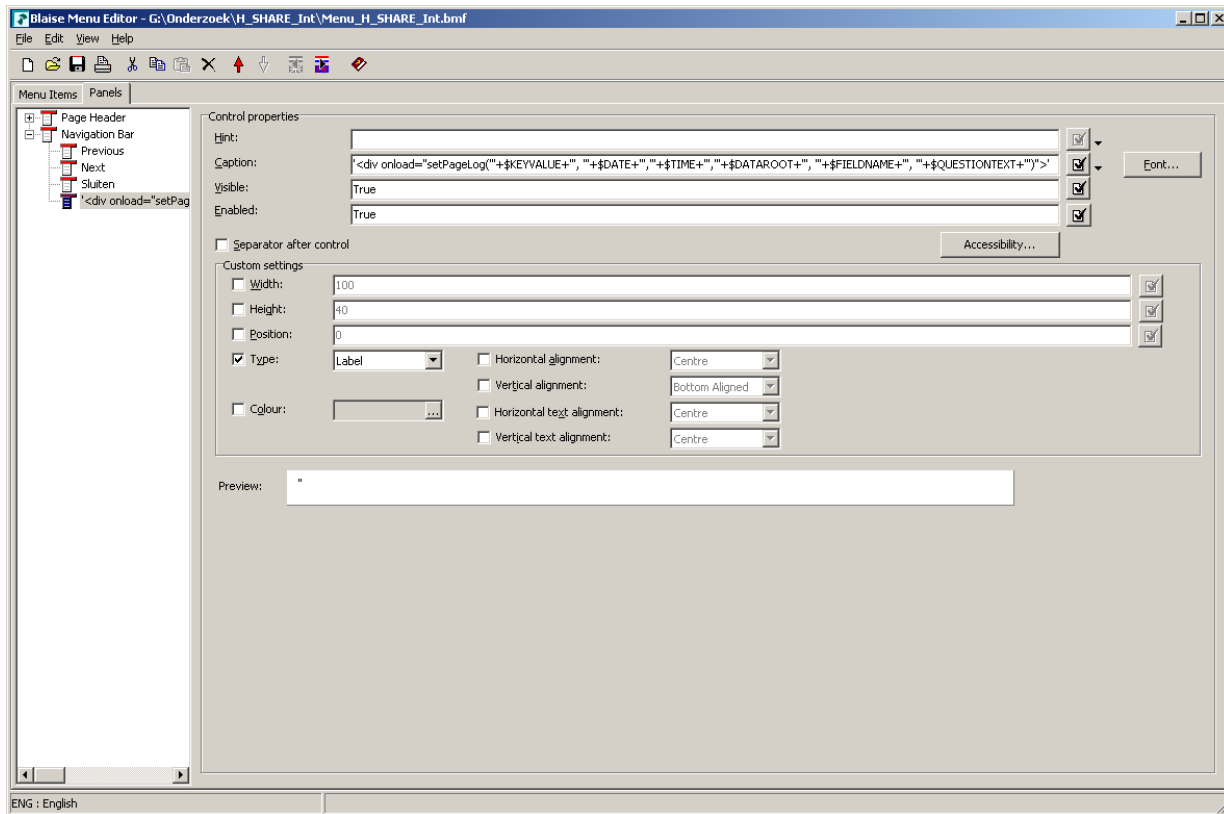 Blaise Menu Editor - G:\Onderzoek\H_SHARE_Int\Menu_H_SHARE_Int.bmf
File Edit View Help
Menu Items Panels
Page Header
Navigation Bar
Previous
Next
Sluiten
'<div onload="setPag
Control properties
Hint:
Caption: '<div onload="setPageLog('"+$KEYVALUE+"', '"+$DATE+"','"+$TIME+"','"+$DATAROOT+"', '"+$FIELDNAME+"', '"+$QUESTIONTEXT+"')">' Font...
Visible: True
Enabled: True
Separator after control Accessibility...
Custom settings
Width: 100
Height: 40
Position: 0
Type: Label Horizontal alignment: Centre
Vertical alignment: Bottom Aligned
Colour: ... Horizontal text alignment: Centre
Vertical text alignment: Centre
Preview: "
ENG : English